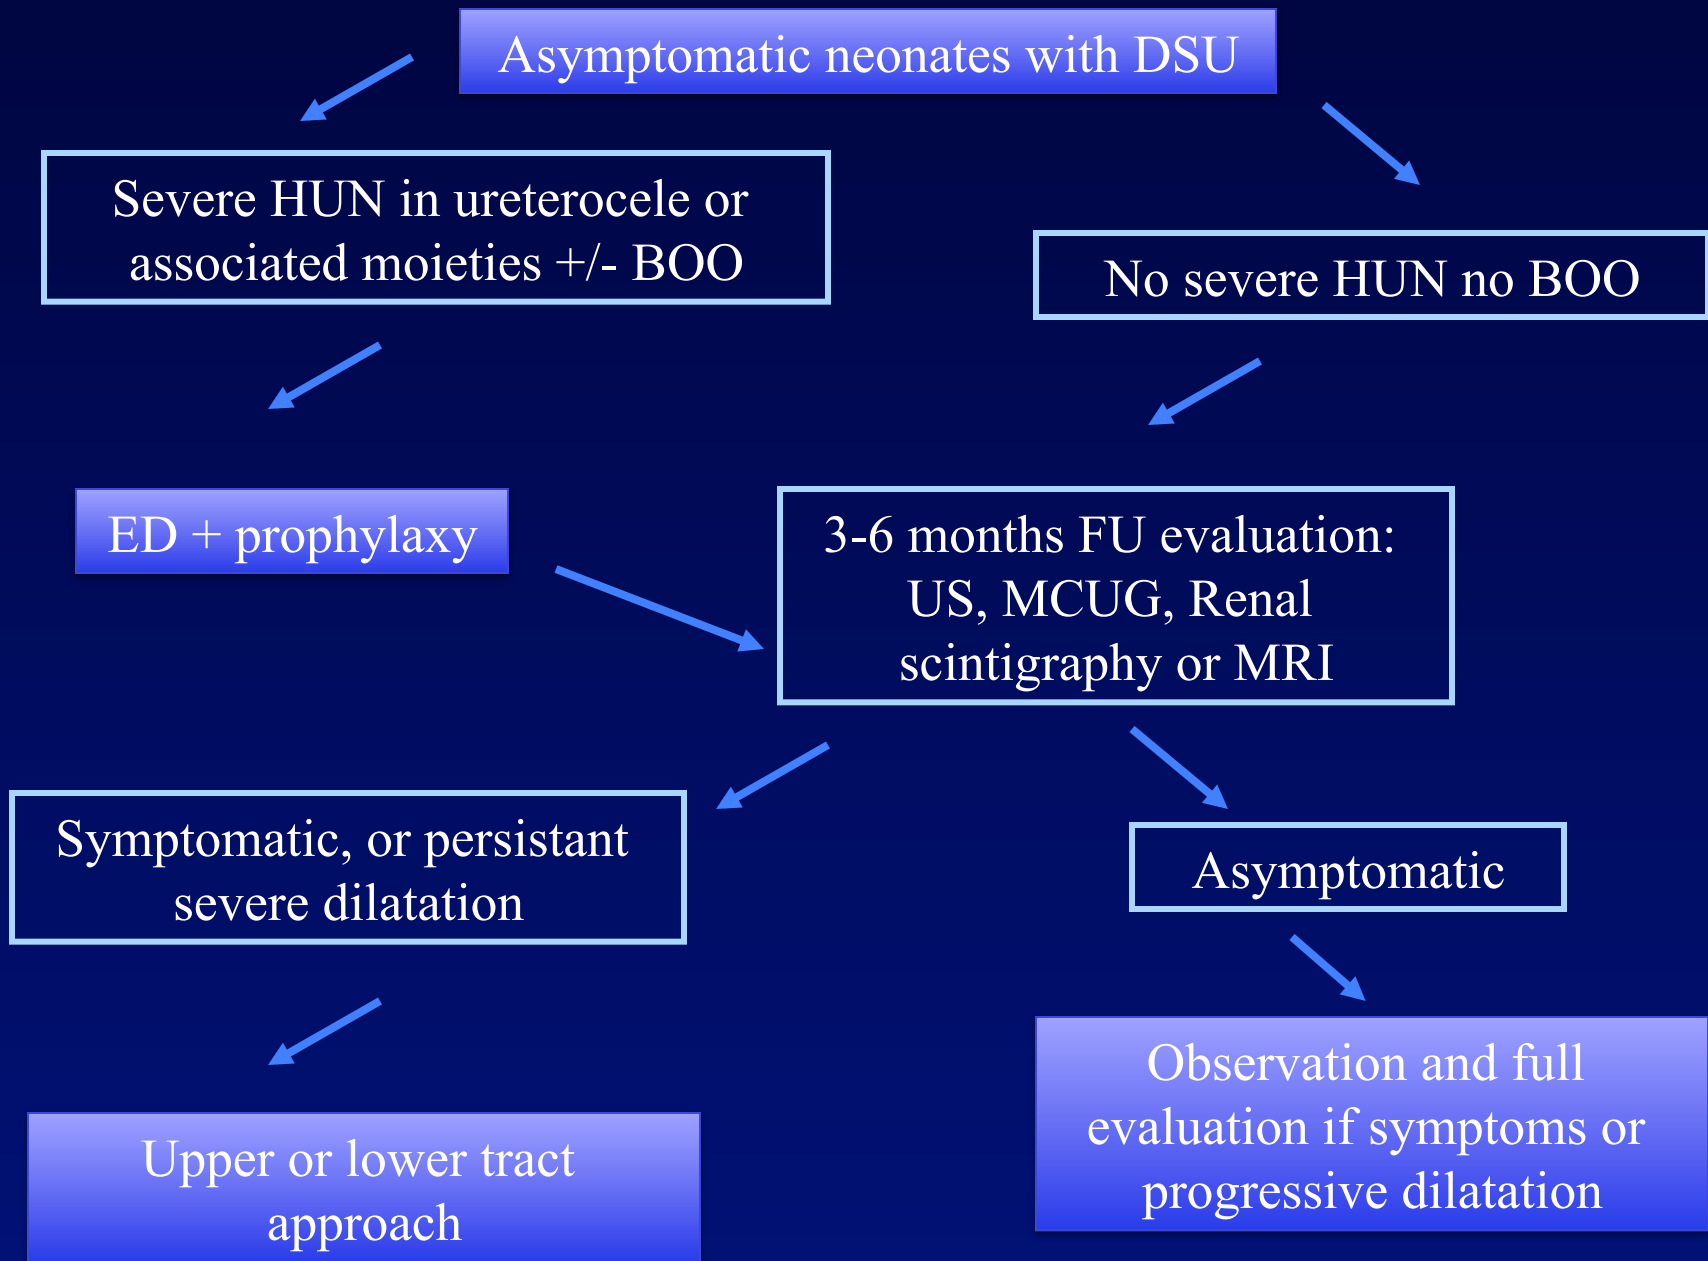 Asymptomatic neonates with DSU
Severe HUN in ureterocele or
associated moieties +/- BOO
No severe HUN no BOO
ED + prophylaxy
3-6 months FU evaluation:
US, MCUG, Renal
scintigraphy or MRI
Symptomatic, or persistant
severe dilatation
Asymptomatic
Upper or lower tract
approach
Observation and full
evaluation if symptoms or
progressive dilatation